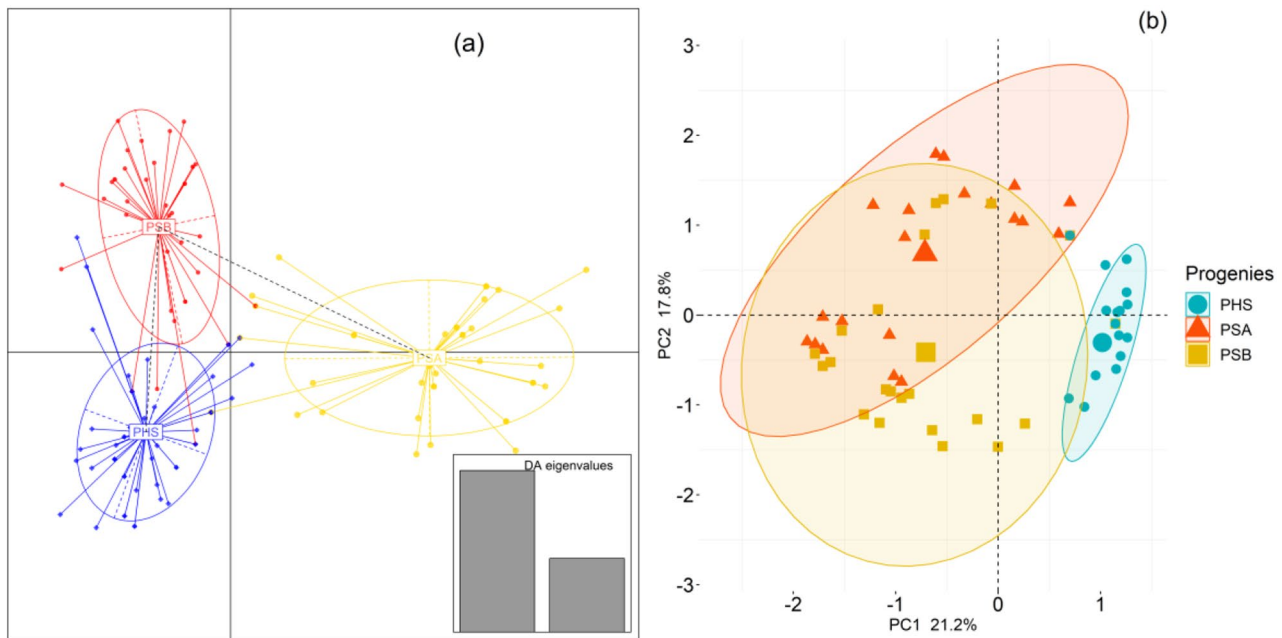 (a)
PSB
PSA
PHS
DA eigenvalues
(b)
3
2
1
0
-1
-2
-3
PC2 17.8%
-2
-1
0
1
PC1 21.2%
Progenies
PHS
PSA
PSB